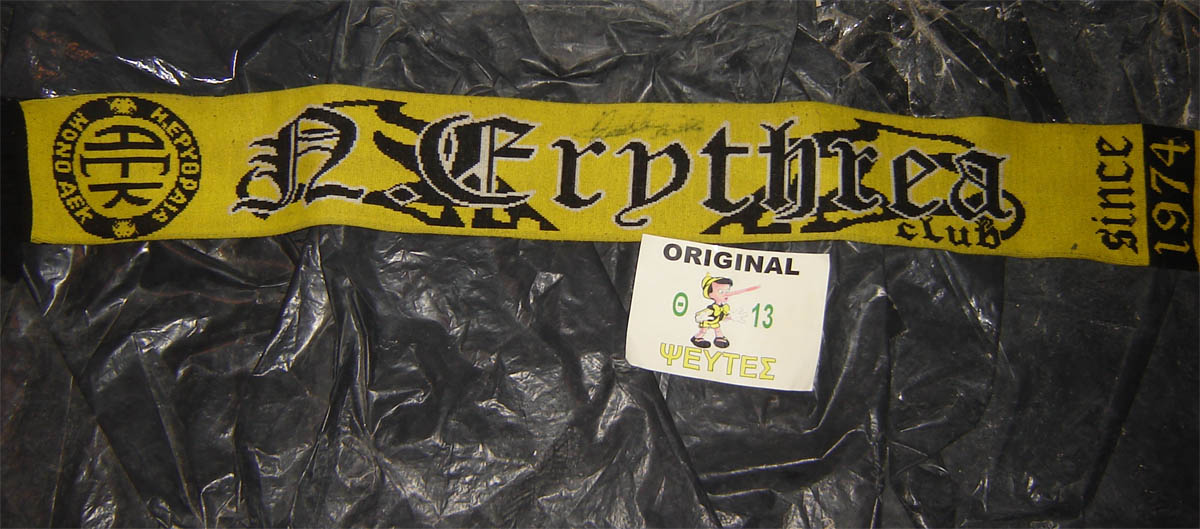 Ν.ΕΡΥΘΡΑΙΑ
ΜΟΝΟ ΑΕΚ
ΑΕΚ
N. Erythrea
club
since
1974
ORIGINAL
Θ 13
ΨΕΥΤΕΣ